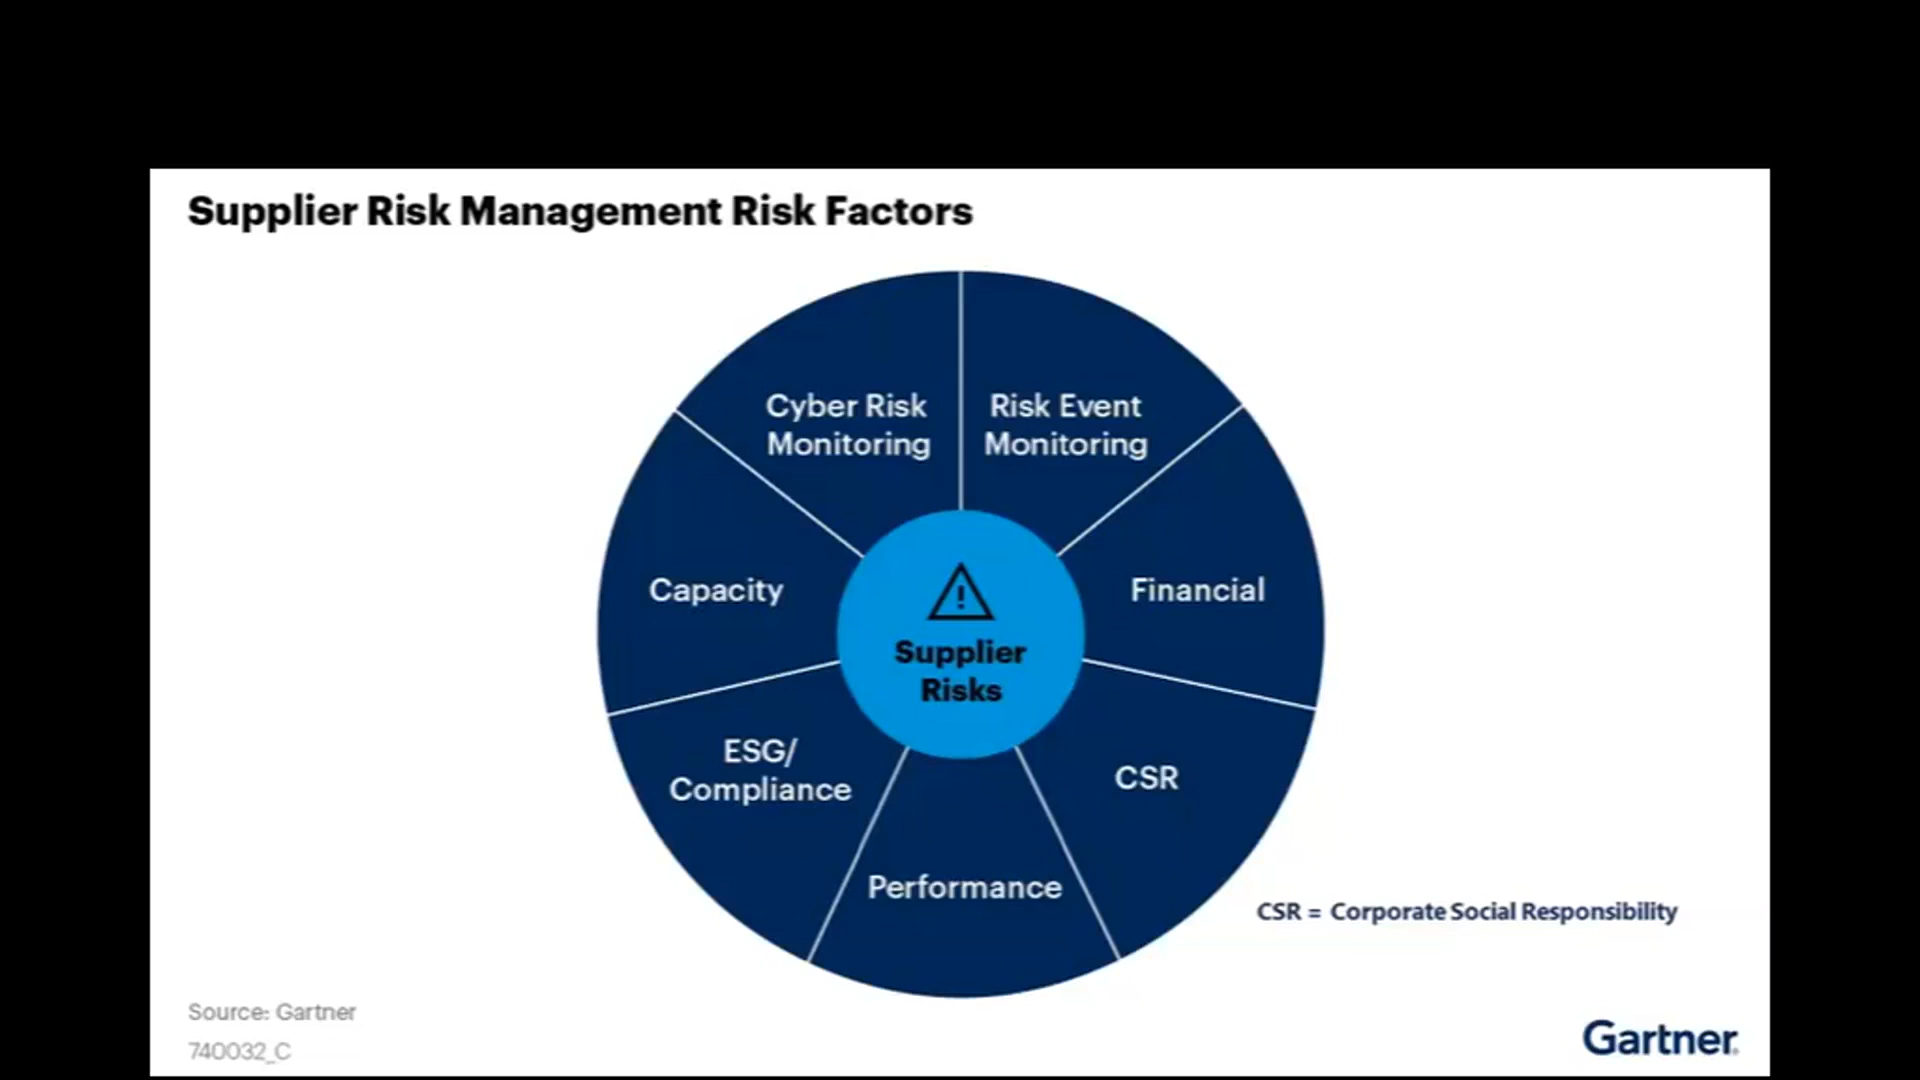 Supplier Risk Management Risk Factors
Cyber Risk
Monitoring
Risk Event
Monitoring
Capacity
Financial
Supplier
Risks
ESG/
Compliance
CSR
Performance
CSR = Corporate Social Responsibility
Source: Gartner
740032_C
Gartner